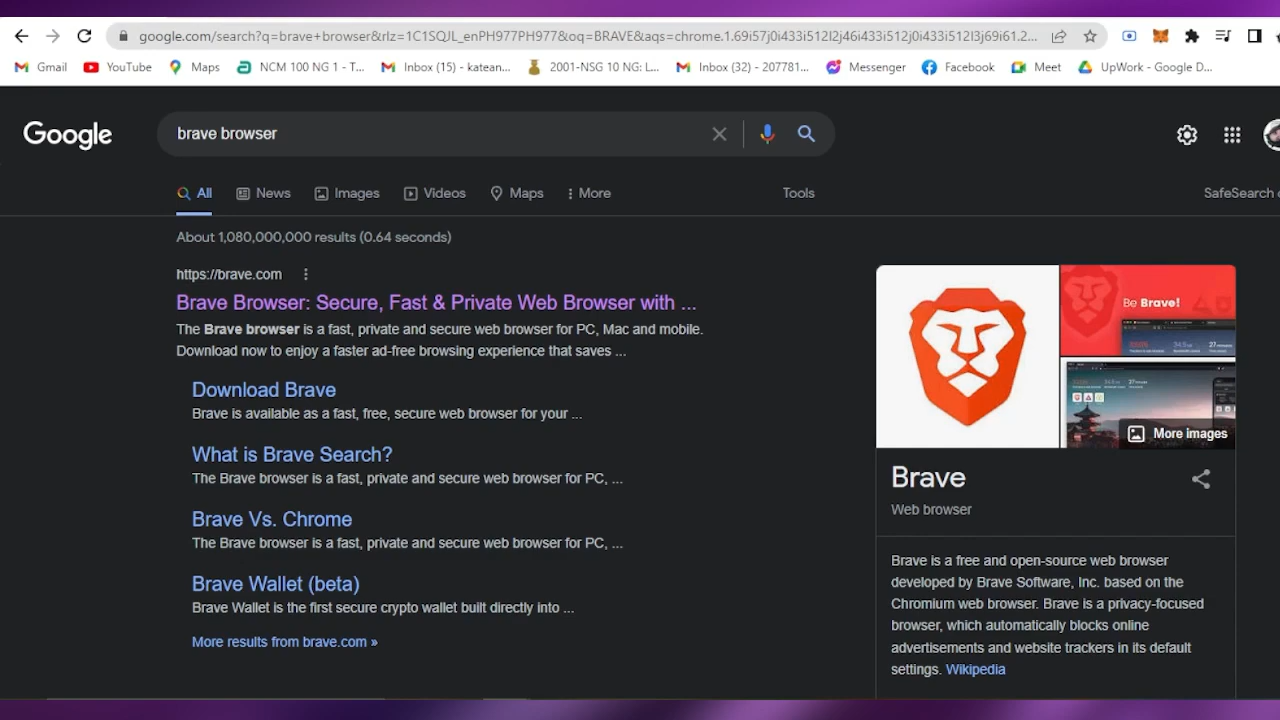 google.com/search?q=brave+browser&rlz=1C1SQJL_enPH977PH977&oq=BRAVE&aqs=chrome.1.69i57j0i433i512l2j46i433i512j0i433i512l3j69i61.2...
Gmail YouTube Maps NCM 100 NG 1 - T... Inbox (15) - katean... 2001-NSG 10 NG: L... Inbox (32) - 207781... Messenger Facebook Meet UpWork - Google D...
Google brave browser
All News Images Videos Maps More Tools SafeSearch
About 1,080,000,000 results (0.64 seconds)
https://brave.com
Brave Browser: Secure, Fast & Private Web Browser with ...
The Brave browser is a fast, private and secure web browser for PC, Mac and mobile.
Download now to enjoy a faster ad-free browsing experience that saves ...
Download Brave
Brave is available as a fast, free, secure web browser for your ...
What is Brave Search?
The Brave browser is a fast, private and secure web browser for PC, ...
Brave Vs. Chrome
The Brave browser is a fast, private and secure web browser for PC, ...
Brave Wallet (beta)
Brave Wallet is the first secure crypto wallet built directly into ...
More results from brave.com »
Be Brave!
More images
Brave
Web browser
Brave is a free and open-source web browser
developed by Brave Software, Inc. based on the
Chromium web browser. Brave is a privacy-focused
browser, which automatically blocks online
advertisements and website trackers in its default
settings. Wikipedia